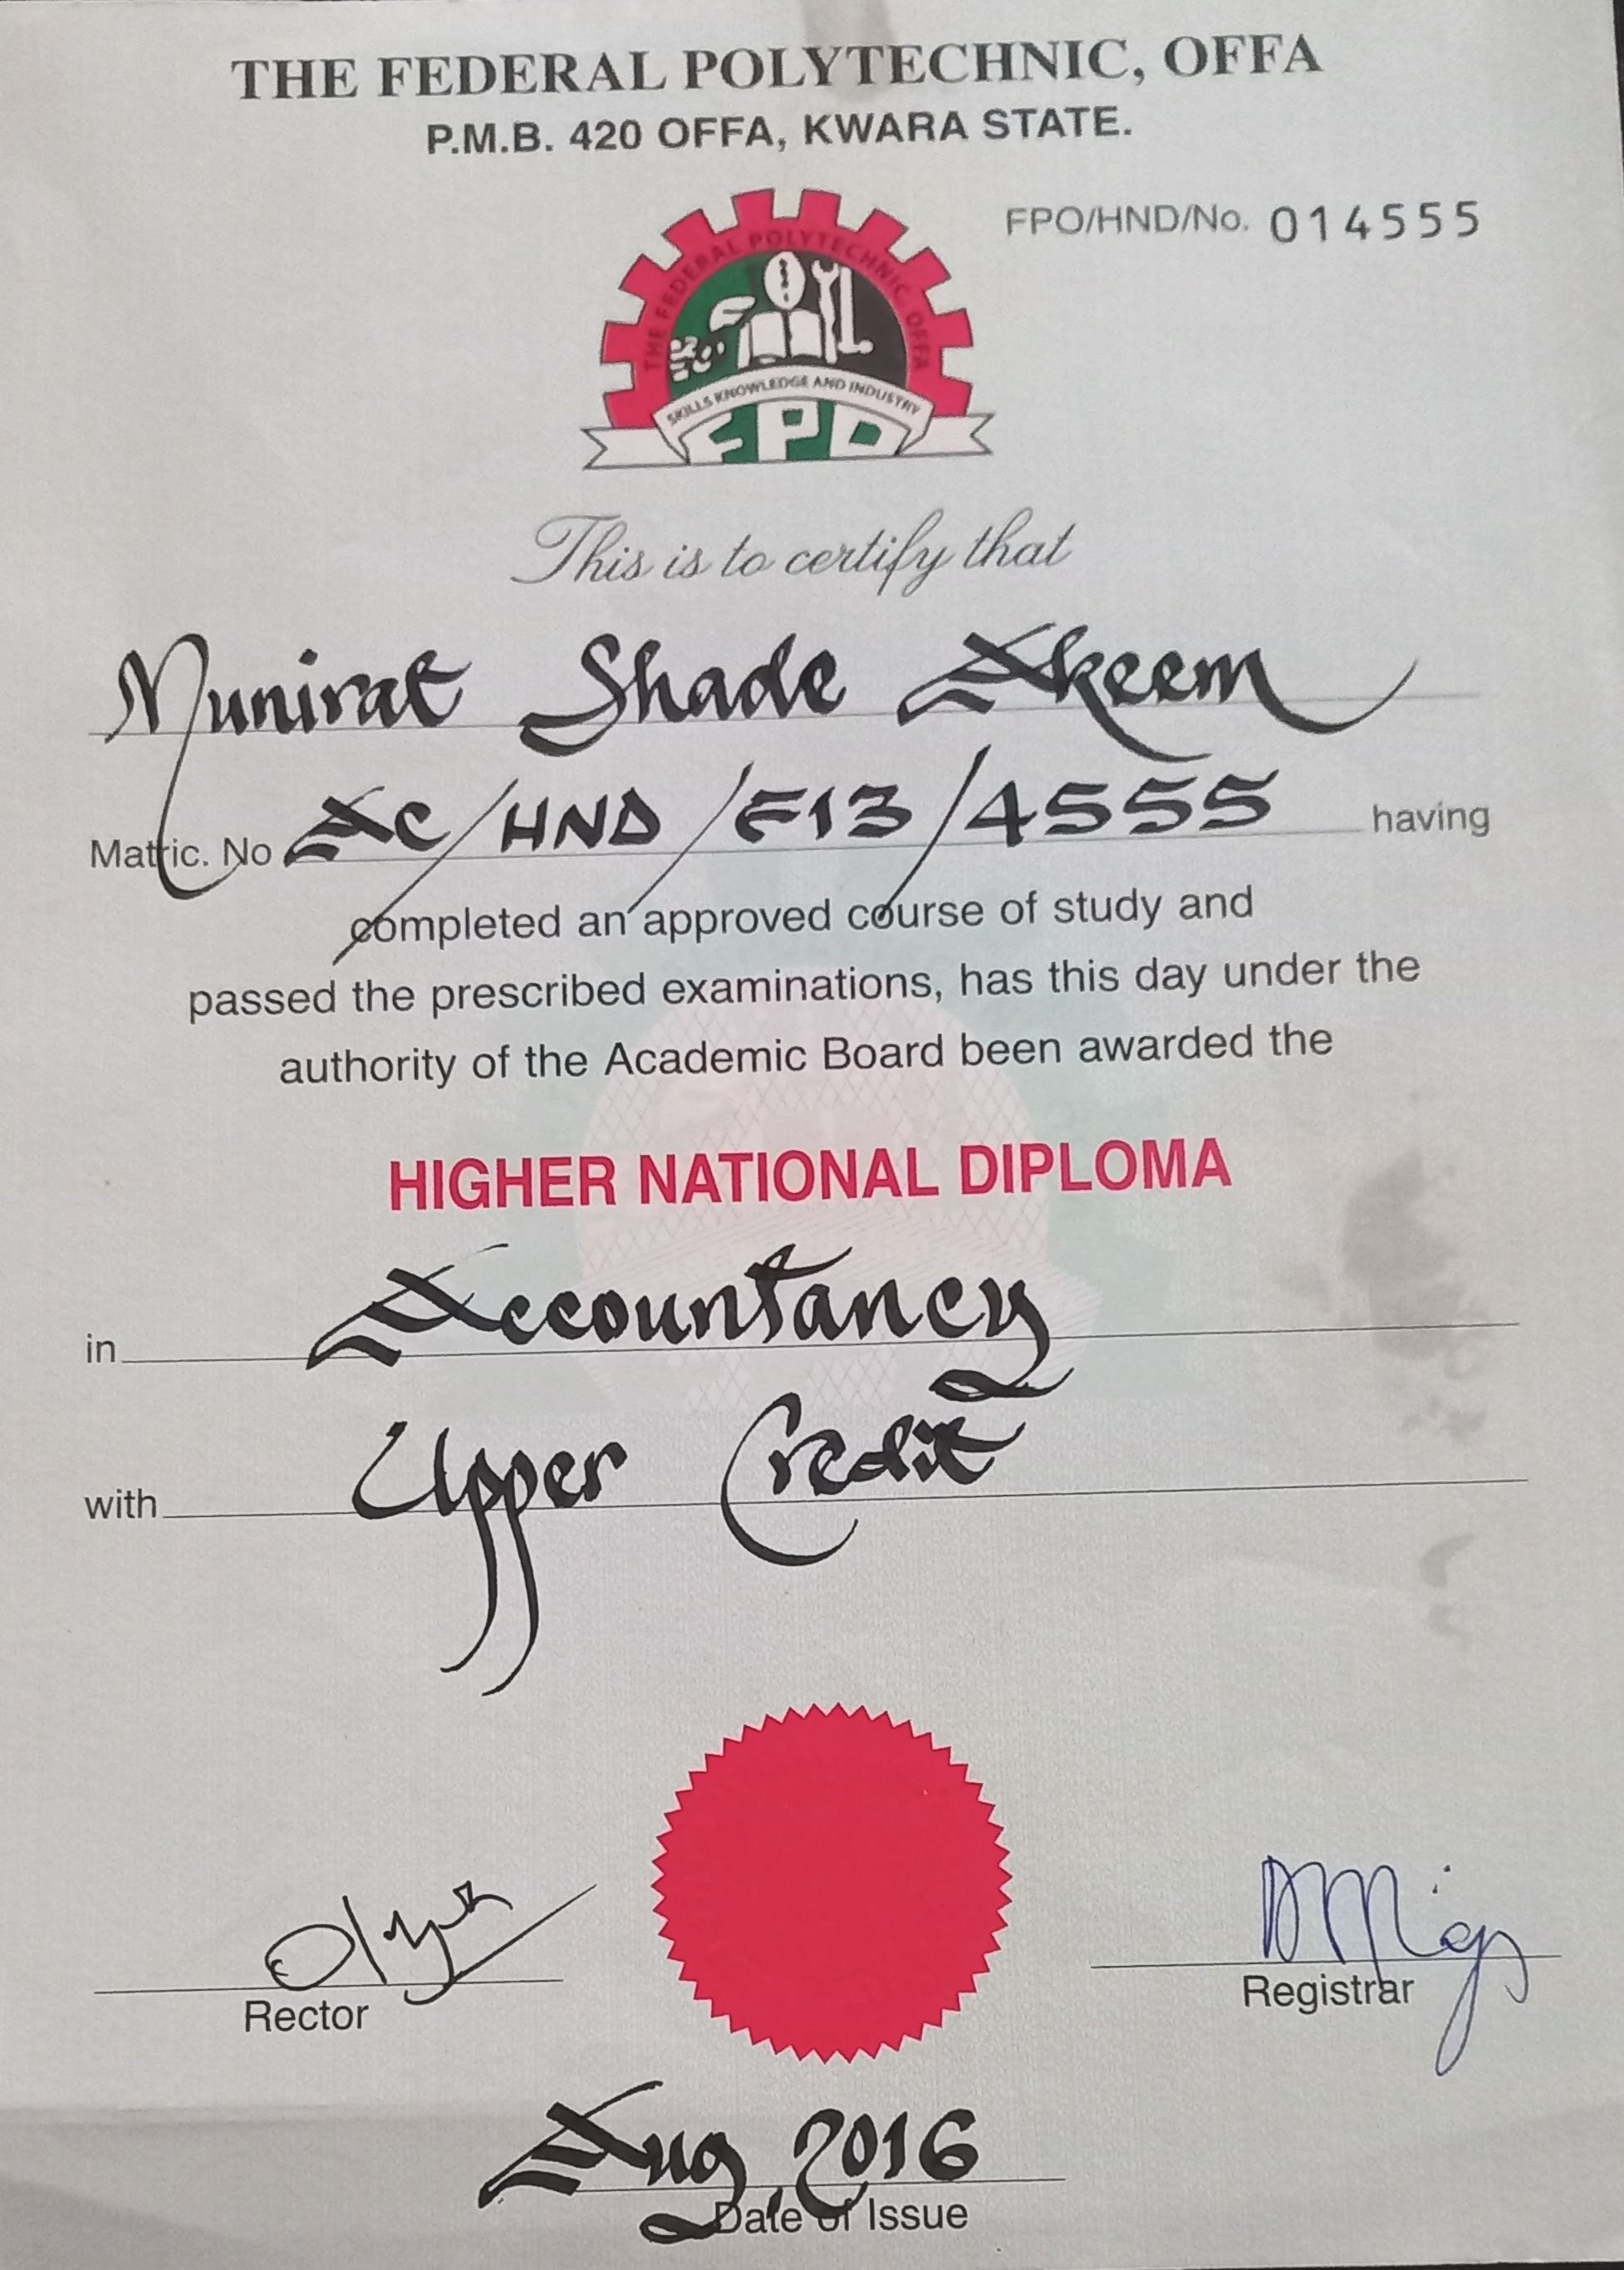 THE FEDERAL POLYTECHNIC, OFFA
P.M.B. 420 OFFA, KWARA STATE.
FPO/HND/No. 014555
THE FEDERAL POLYTECHNIC, OFFA
SKILLS KNOWLEDGE AND INDUSTRY
FPO
This is to certify that
Munirat Shade Akeem
Matric. No AC/HND/F13/4555 having
completed an approved course of study and
passed the prescribed examinations, has this day under the
authority of the Academic Board been awarded the
HIGHER NATIONAL DIPLOMA
in Accountancy
with Upper Credit
Rector
Registrar
Aug 2016
Date of Issue